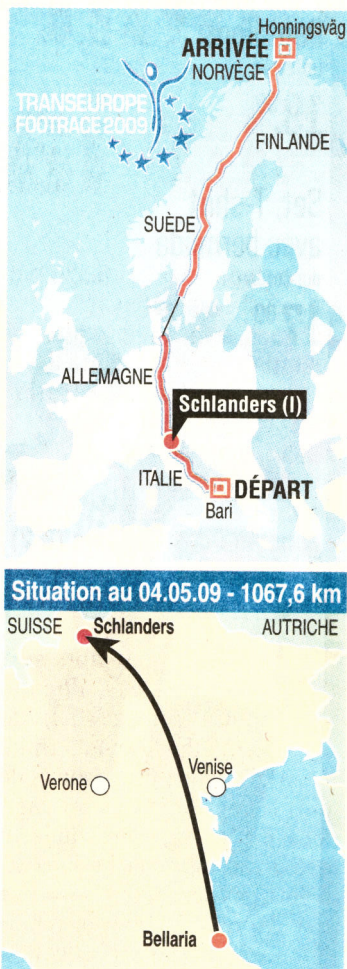 Honningsväg
ARRIVÉE
NORVÈGE
TRANSEUROPE
FOOTRACE 2009
FINLANDE
SUÈDE
ALLEMAGNE
Schlanders (I)
ITALIE
DÉPART
Bari
Situation au 04.05.09 - 1067,6 km
SUISSE
Schlanders
AUTRICHE
Venise
Verone
Bellaria